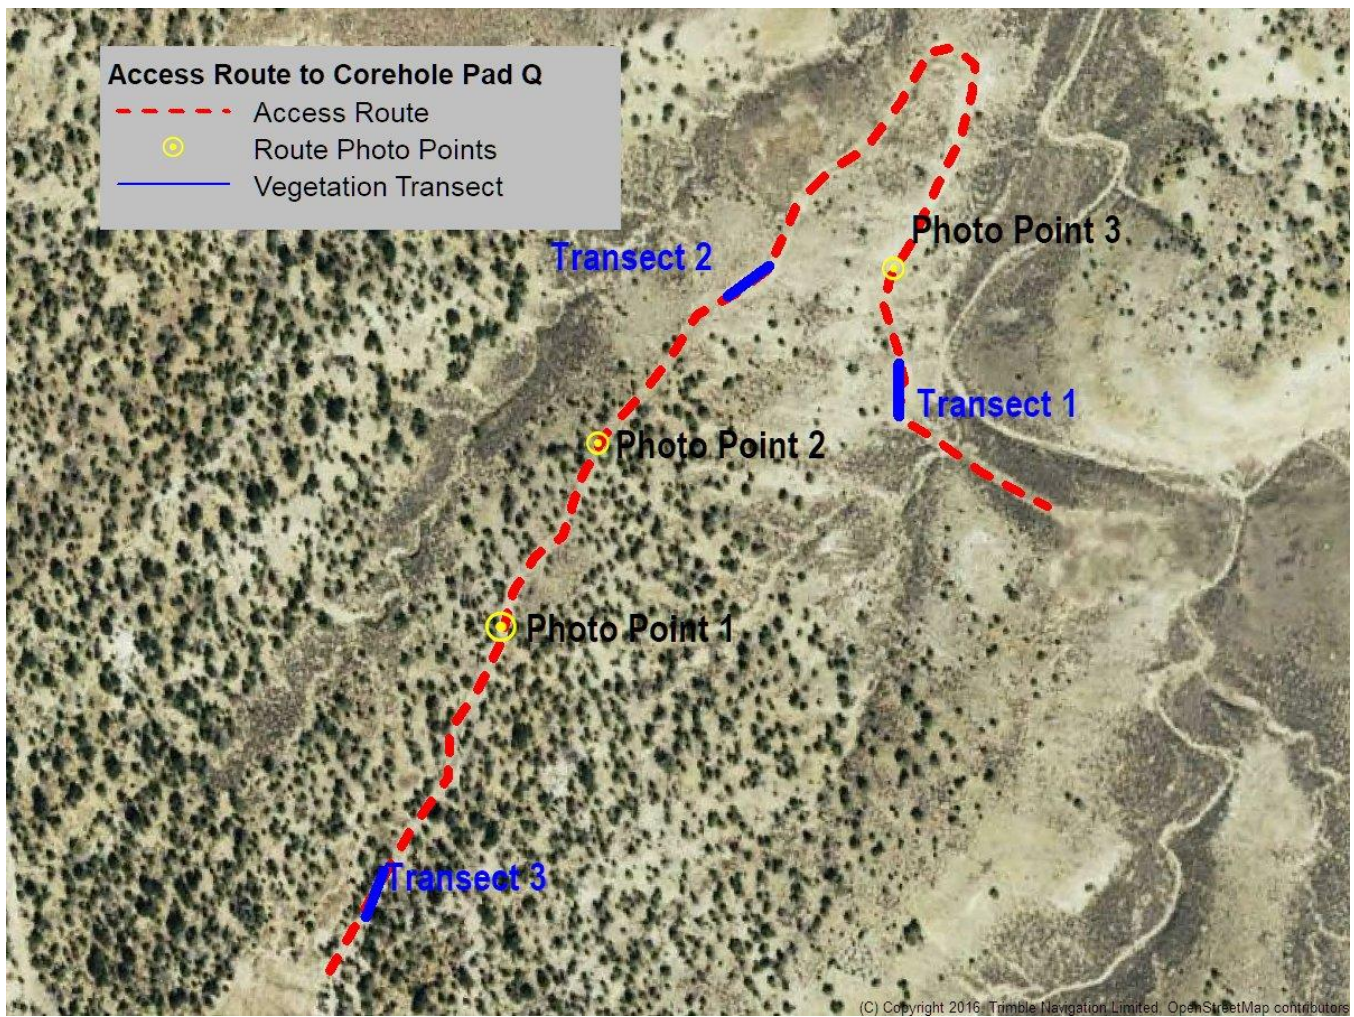 Access Route to Corehole Pad Q
Access Route
Route Photo Points
Vegetation Transect
Photo Point 3
Transect 2
Transect 1
Photo Point 2
Photo Point 1
Transect 3
(C) Copyright 2016, Trimble Navigation Limited, OpenStreetMap contributors